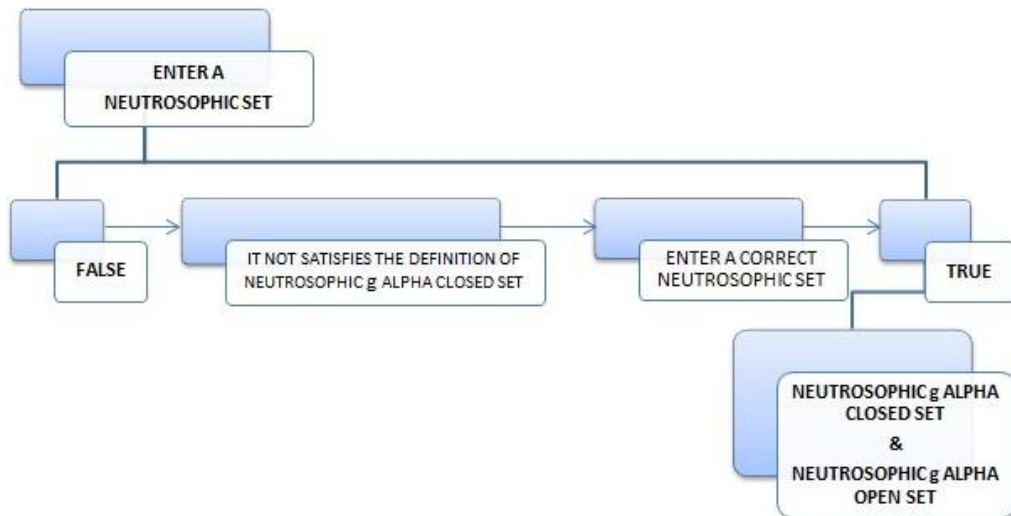 ENTER A
NEUTROSOPHIC SET
FALSE
IT NOT SATISFIES THE DEFINITION OF
NEUTROSOPHIC g ALPHA CLOSED SET
ENTER A CORRECT
NEUTROSOPHIC SET
TRUE
NEUTROSOPHIC g ALPHA
CLOSED SET
&
NEUTROSOPHIC g ALPHA
OPEN SET